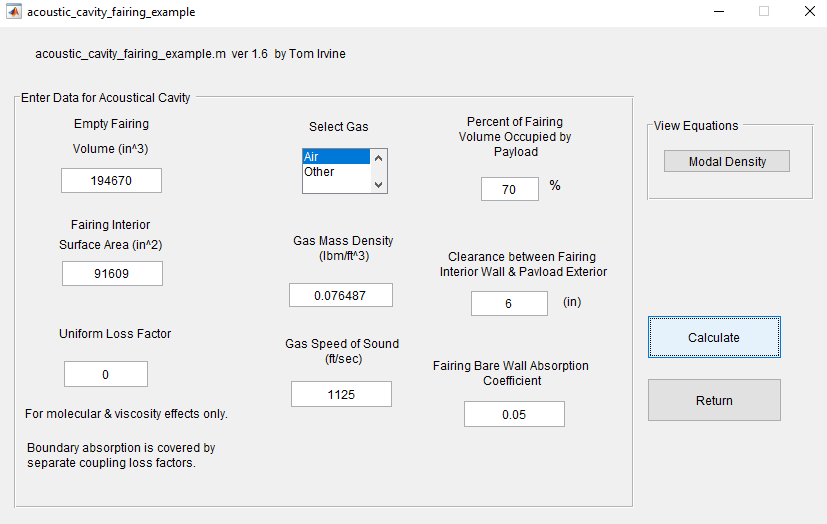 acoustic_cavity_fairing_example
acoustic_cavity_fairing_example.m ver 1.6 by Tom Irvine
Enter Data for Acoustical Cavity
Empty Fairing
Volume (in^3)
194670
Fairing Interior
Surface Area (in^2)
91609
Uniform Loss Factor
0
For molecular & viscosity effects only.
Boundary absorption is covered by
separate coupling loss factors.
Select Gas
Air
Other
Gas Mass Density
(lbm/ft^3)
0.076487
Gas Speed of Sound
(ft/sec)
1125
Percent of Fairing
Volume Occupied by
Payload
70 %
Clearance between Fairing
Interior Wall & Payload Exterior
6 (in)
Fairing Bare Wall Absorption
Coefficient
0.05
View Equations
Modal Density
Calculate
Return